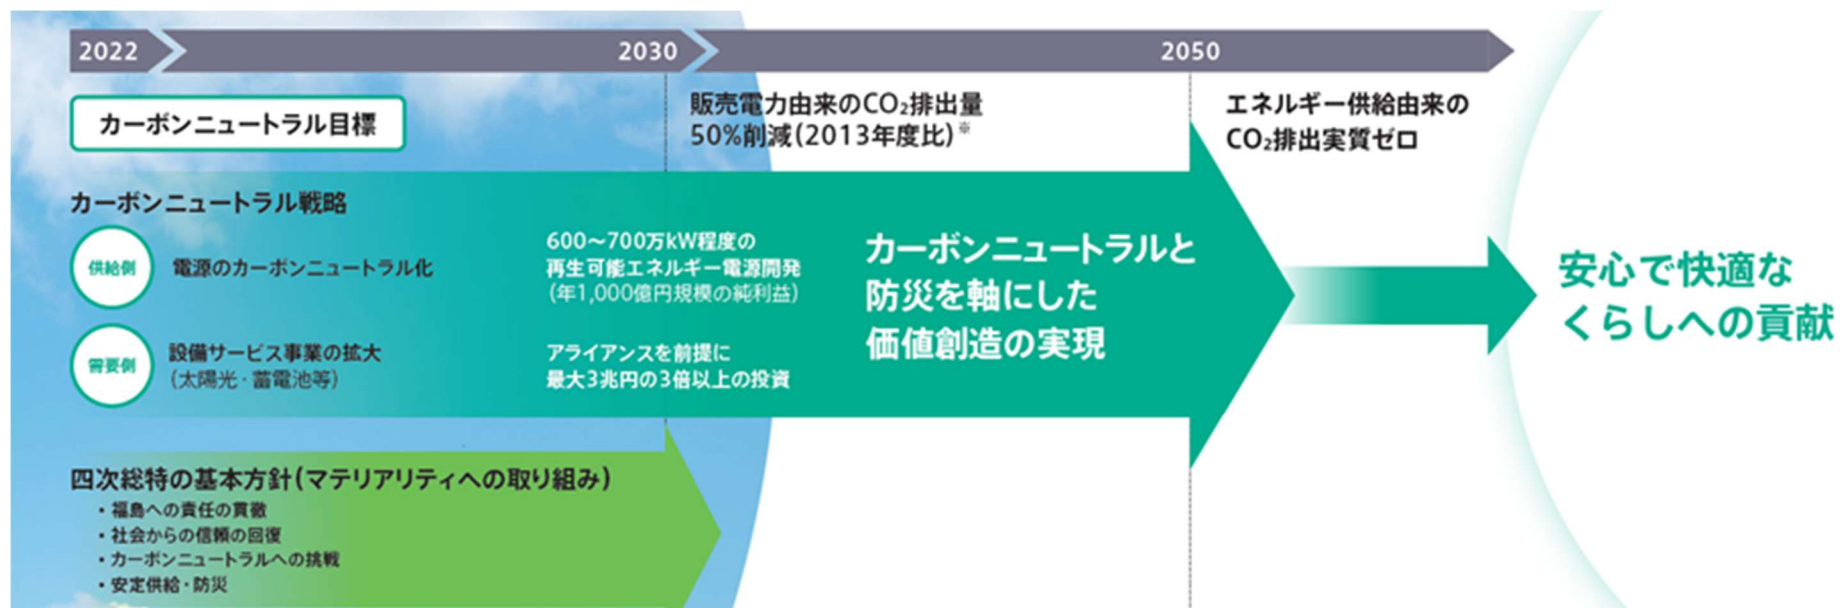 2022
2030
2050
カーボンニュートラル目標
販売電力由来のCO₂排出量
50%削減(2013年度比)※
エネルギー供給由来の
CO₂排出実質ゼロ
カーボンニュートラル戦略
供給側
電源のカーボンニュートラル化
600～700万kW程度の
再生可能エネルギー電源開発
(年1,000億円規模の純利益)
需要側
設備サービス事業の拡大
(太陽光・蓄電池等)
アライアンスを前提に
最大3兆円の3倍以上の投資
カーボンニュートラルと
防災を軸にした
価値創造の実現
安心で快適な
くらしへの貢献
四次総特の基本方針(マテリアリティへの取り組み)
・福島への責任の貫徹
・社会からの信頼の回復
・カーボンニュートラルへの挑戦
・安定供給・防災